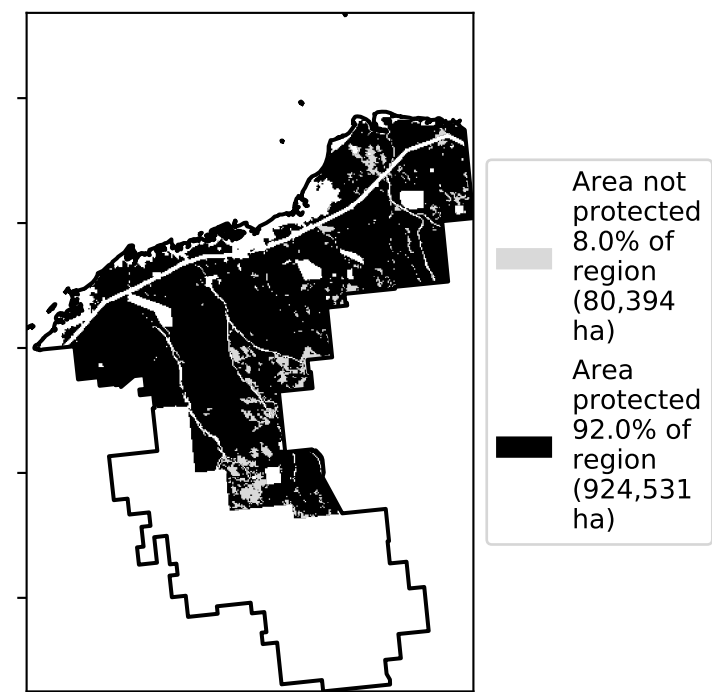 Area not
protected
8.0% of
region
(80,394
ha)
Area
protected
92.0% of
region
(924,531
ha)